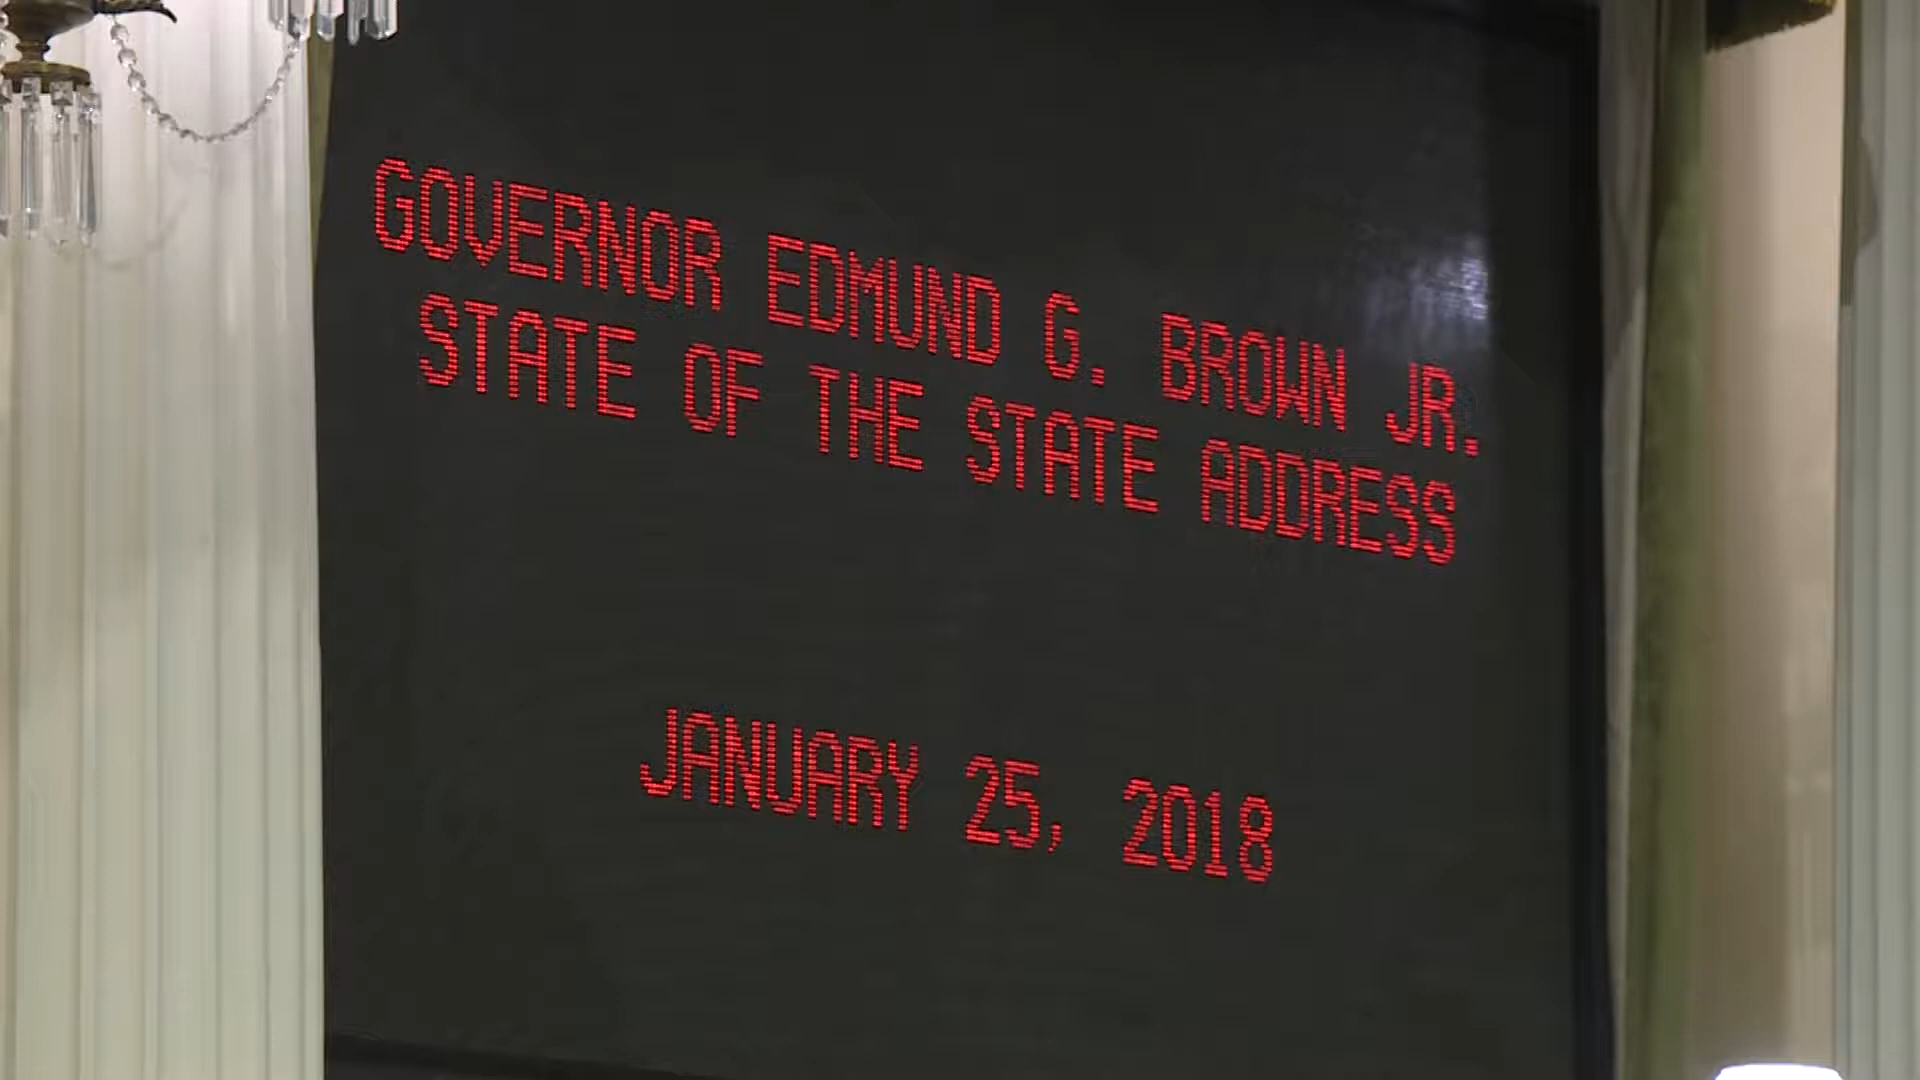 GOVERNOR EDMUND G. BROWN JR.
STATE OF THE STATE ADDRESS
JANUARY 25, 2018